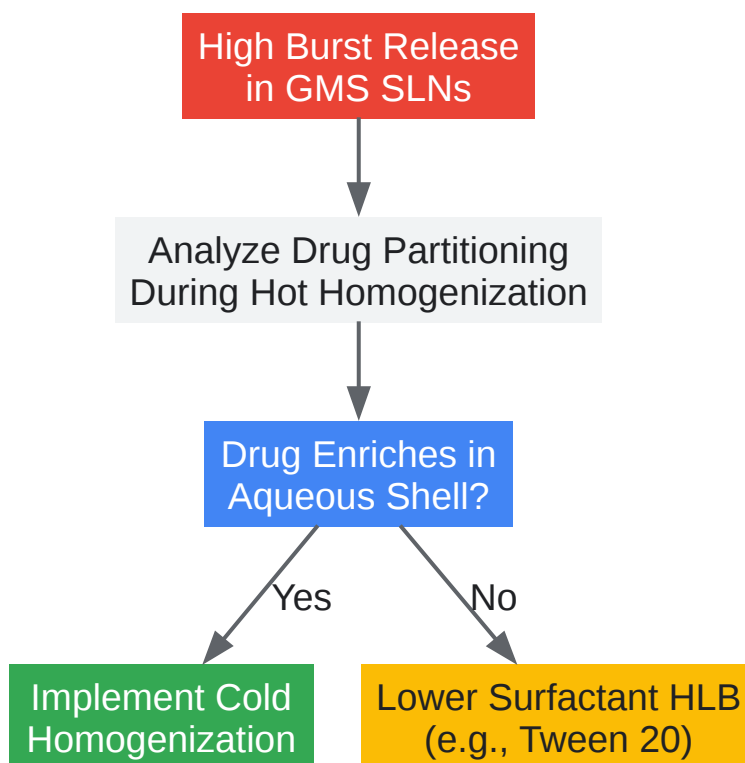 High Burst Release
in GMS SLNs
Analyze Drug Partitioning
During Hot Homogenization
Drug Enriches in
Aqueous Shell?
Yes
No
Implement Cold
Homogenization
Lower Surfactant HLB
(e.g., Tween 20)